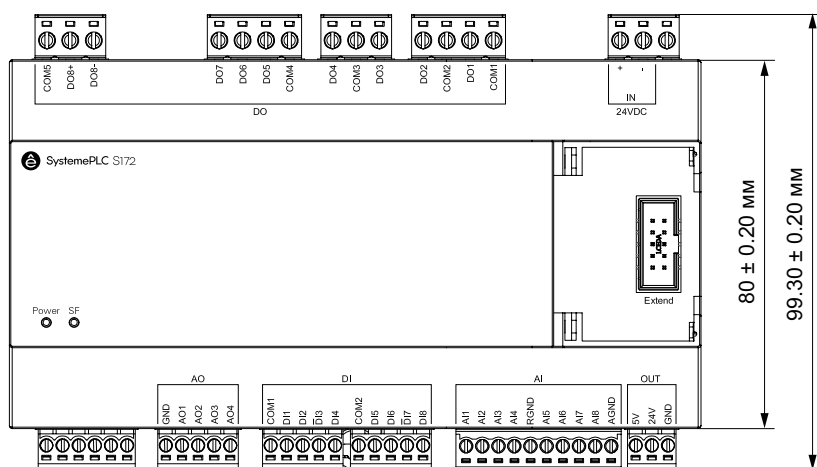 COM5 DO8+ DO8- DO7 DO6 DO5 COM4 DO4 COM3 DO3 DO2 COM2 DO1 COM1 + -
DO
IN
24VDC
SystemePLC S172
Extend
Power SF
80 ± 0.20 мм
99.30 ± 0.20 мм
AO DI AI OUT
GND AO1 AO2 AO3 AO4 COM1 DI1 DI2 DI3 DI4 COM2 DI5 DI6 DI7 DI8 AI1 AI2 AI3 AI4 RGND AI5 AI6 AI7 AI8 AGND 5V 24V GND